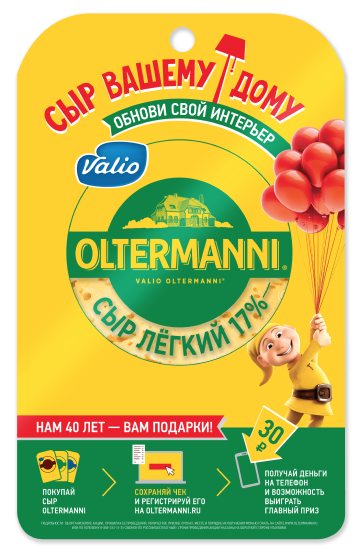 СЫР ВАШЕМУ ДОМУ
ОБНОВИ СВОЙ ИНТЕРЬЕР
Valio
OLTERMANNI®
VALIO OLTERMANNI®
СЫР ЛЁГКИЙ 17%
НАМ 40 ЛЕТ — ВАМ ПОДАРКИ!
30 ₽
ПОКУПАЙ
СЫР
OLTERMANNI
СОХРАНЯЙ ЧЕК
И РЕГИСТРИРУЙ ЕГО
НА OLTERMANI.RU
ПОЛУЧАЙ ДЕНЬГИ
НА ТЕЛЕФОН
И ВОЗМОЖНОСТЬ
ВЫИГРАТЬ
ГЛАВНЫЙ ПРИЗ